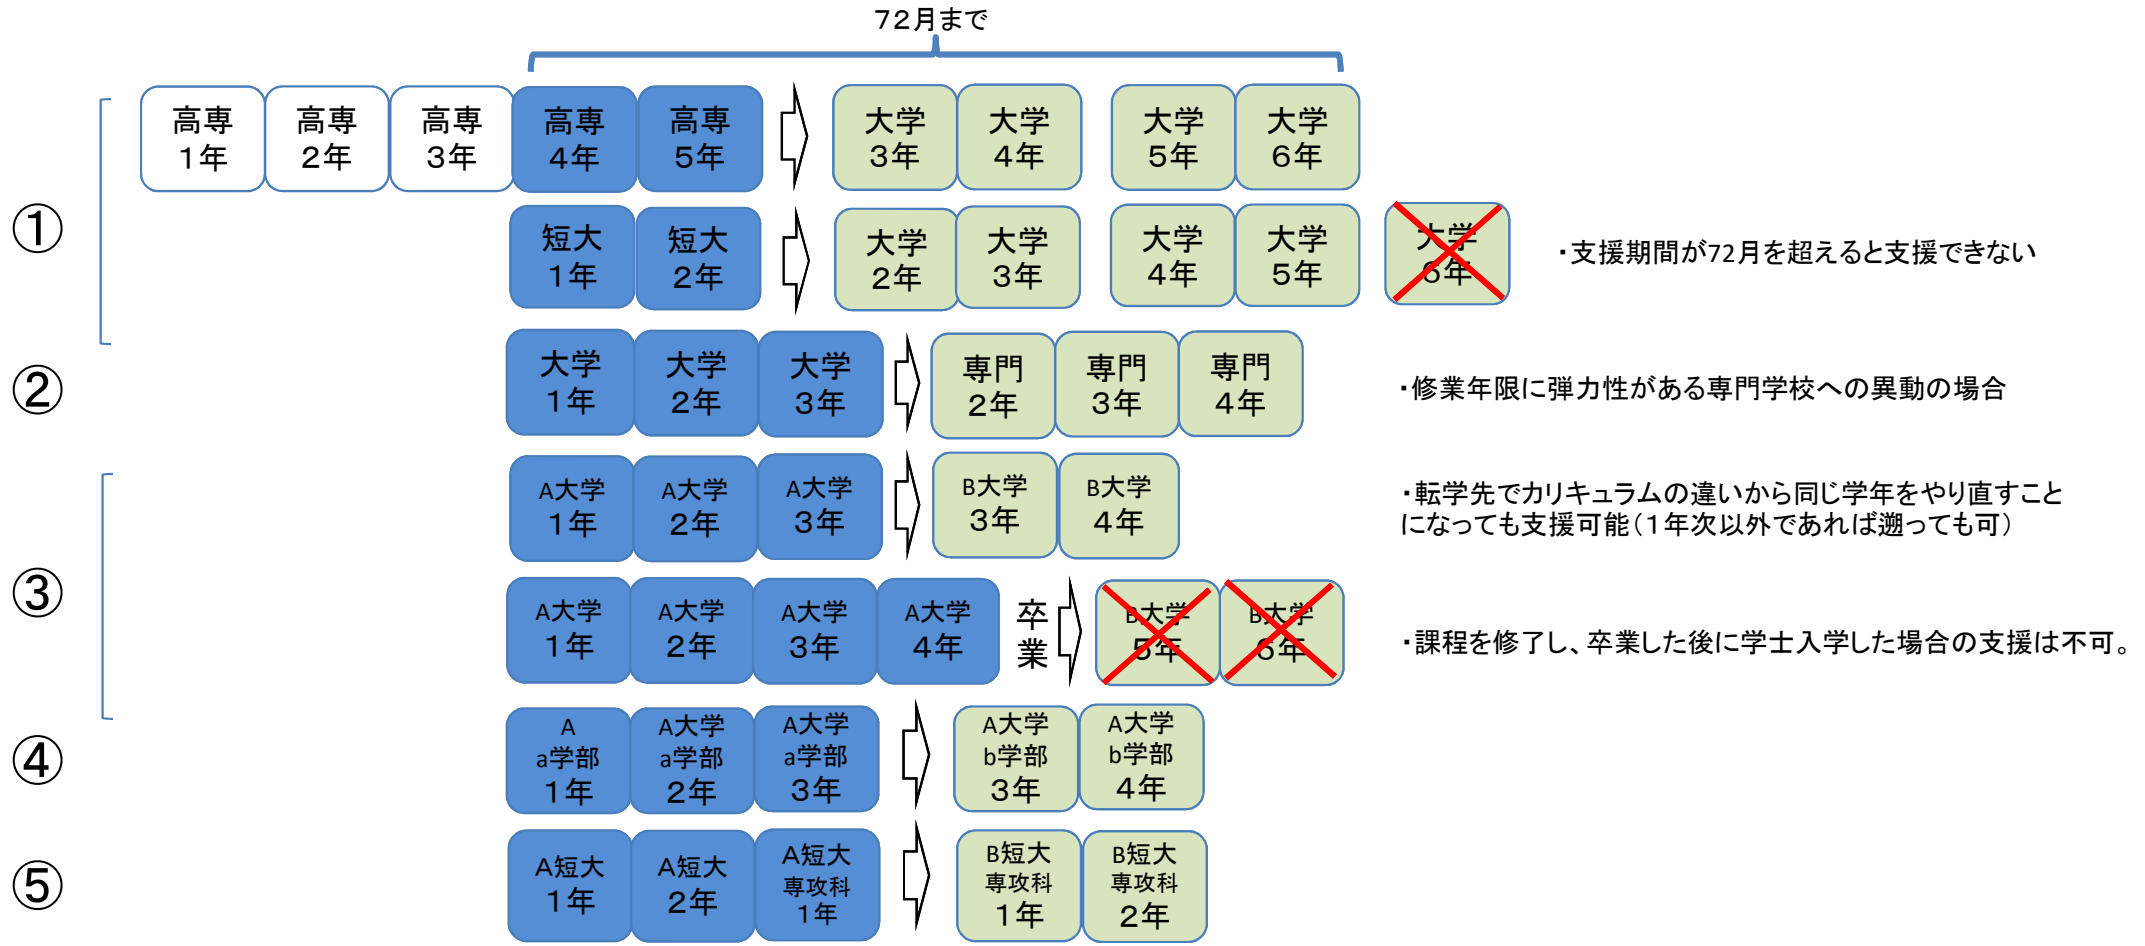 72月まで
①
高専
1年
高専
2年
高専
3年
高専
4年
高専
5年
大学
3年
大学
4年
大学
5年
大学
6年
短大
1年
短大
2年
大学
2年
大学
3年
大学
4年
大学
5年
大学
6年
・支援期間が72月を超えると支援できない
②
大学
1年
大学
2年
大学
3年
専門
2年
専門
3年
専門
4年
・修業年限に弾力性がある専門学校への異動の場合
③
A大学
1年
A大学
2年
A大学
3年
B大学
3年
B大学
4年
・転学先でカリキュラムの違いから同じ学年をやり直すこと
になっても支援可能(1年次以外であれば遡っても可)
A大学
1年
A大学
2年
A大学
3年
A大学
4年
卒
業
B大学
5年
B大学
6年
・課程を修了し、卒業した後に学士入学した場合の支援は不可。
④
A
a学部
1年
A大学
a学部
2年
A大学
a学部
3年
A大学
b学部
3年
A大学
b学部
4年
⑤
A短大
1年
A短大
2年
A短大
専攻科
1年
B短大
専攻科
1年
B短大
専攻科
2年